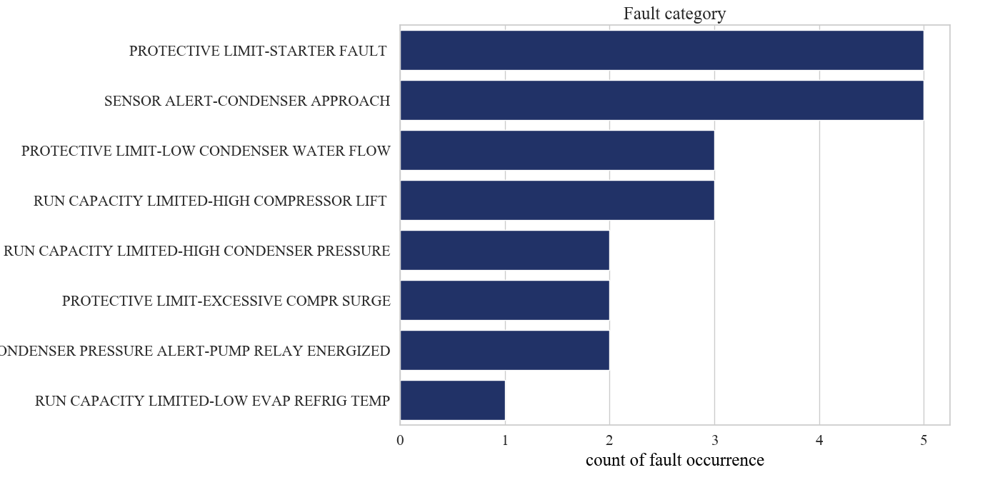 Fault category
PROTECTIVE LIMIT-STARTER FAULT
SENSOR ALERT-CONDENSER APPROACH
PROTECTIVE LIMIT-LOW CONDENSER WATER FLOW
RUN CAPACITY LIMITED-HIGH COMPRESSOR LIFT
RUN CAPACITY LIMITED-HIGH CONDENSER PRESSURE
PROTECTIVE LIMIT-EXCESSIVE COMPR SURGE
PRESSURE ALERT-PUMP RELAY ENERGIZED
RUN CAPACITY LIMITED-LOW EVAP REFRIG TEMP
0 1 2 3 4 5
count of fault occurrence